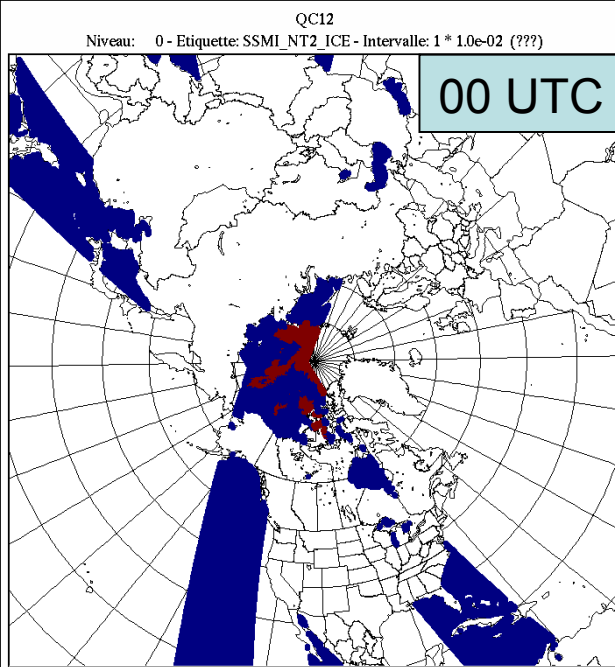 QC12
Niveau: 0 - Etiquette: SSMI_NT2_ICE - Intervalle: 1 * 1.0e-02 (???)
00 UTC